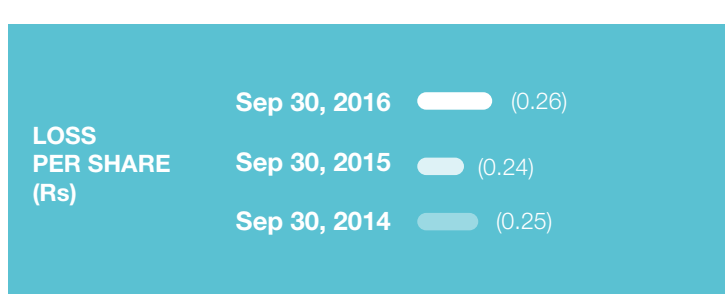 LOSS
PER SHARE
(Rs)
Sep 30, 2016 (0.26)
Sep 30, 2015 (0.24)
Sep 30, 2014 (0.25)